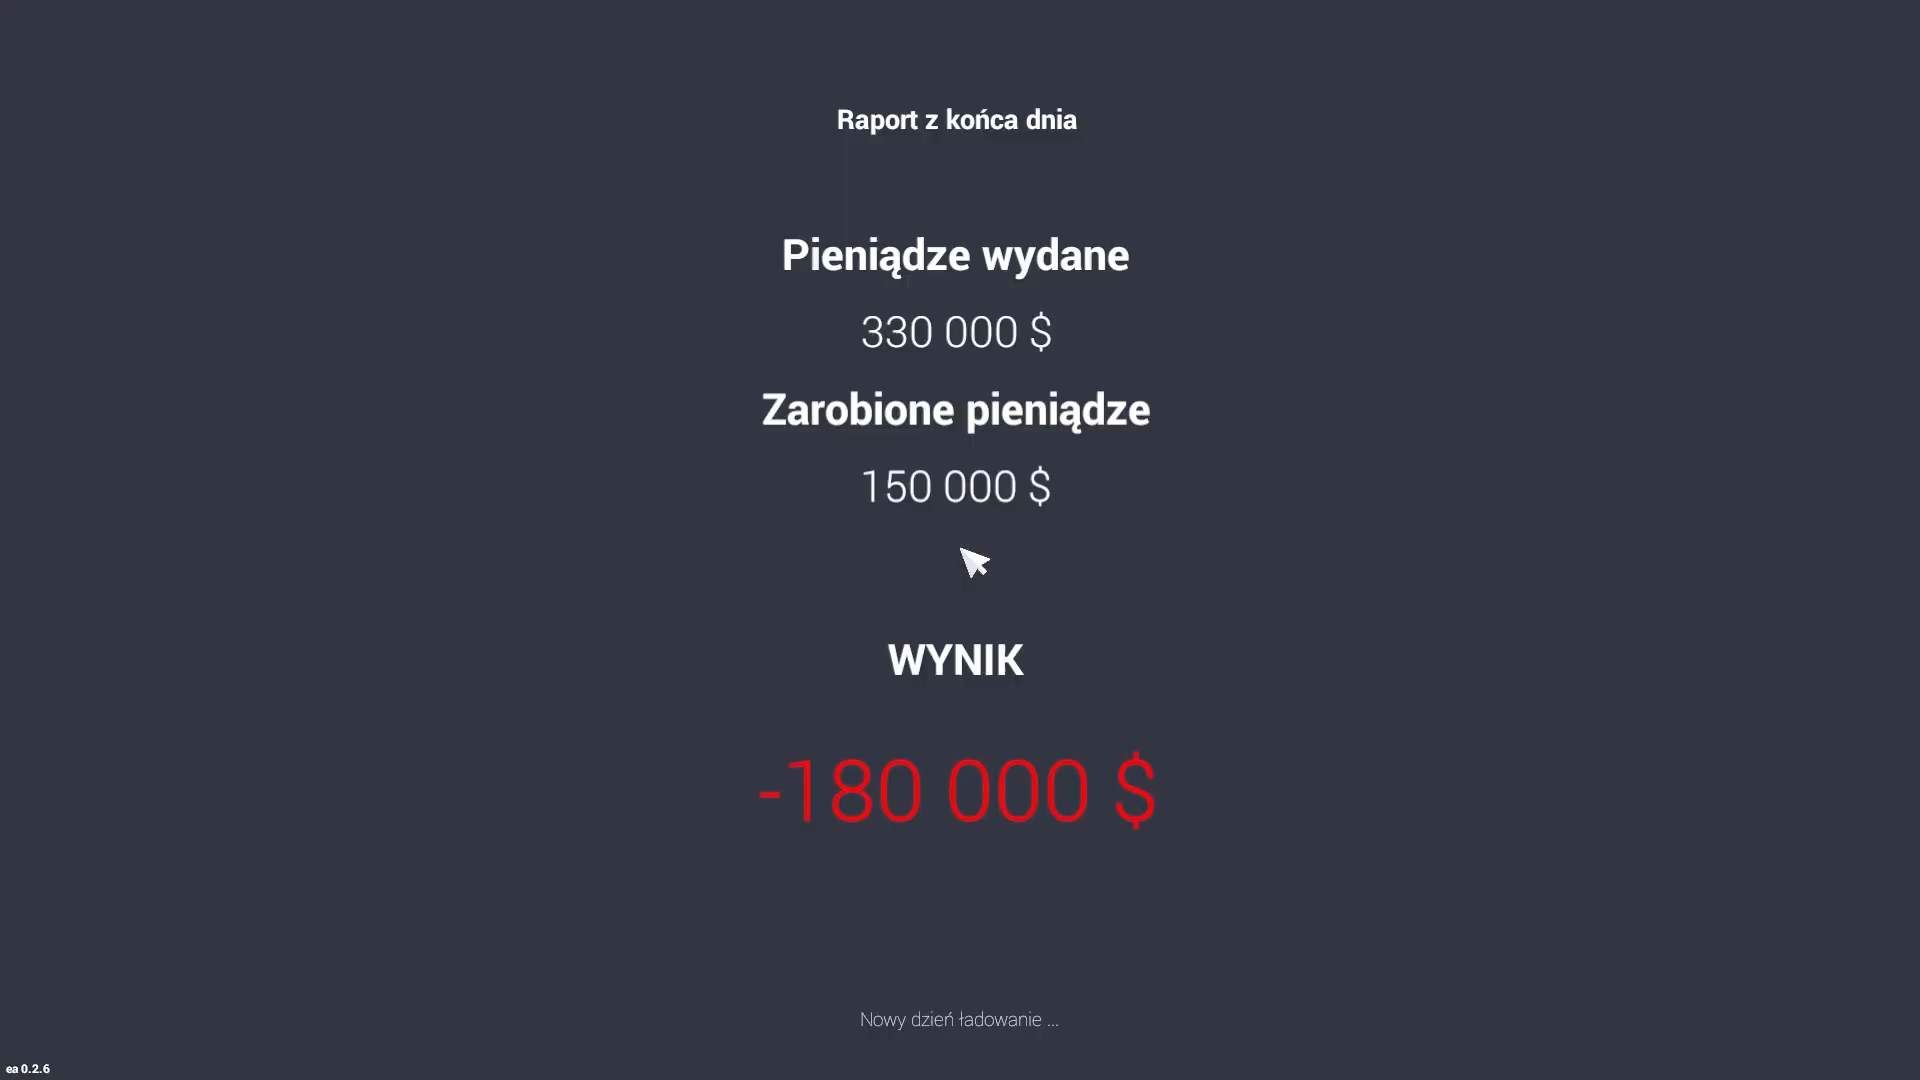 Raport z końca dnia
Pieniądze wydane
330 000 $
Zarobione pieniądze
150 000 $
WYNIK
-180 000 $
Nowy dzień ładowanie ...
ea 0.2.6